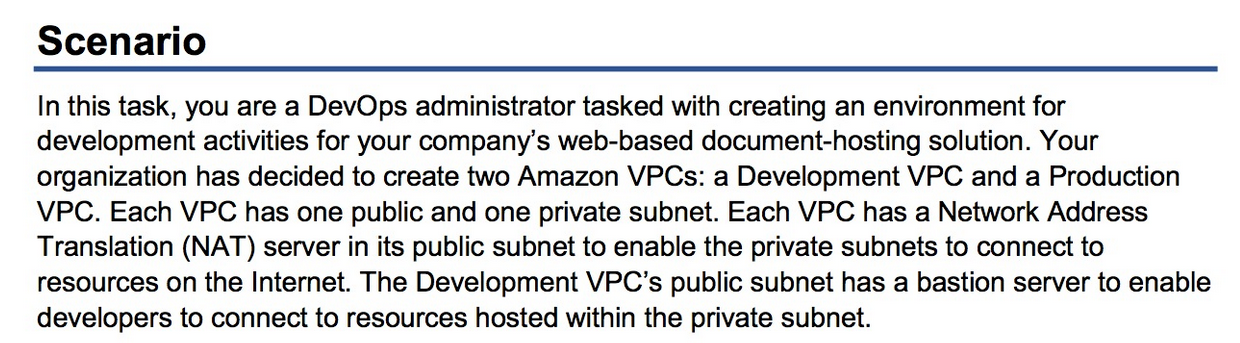 Scenario
In this task, you are a DevOps administrator tasked with creating an environment for
development activities for your company’s web-based document-hosting solution. Your
organization has decided to create two Amazon VPCs: a Development VPC and a Production
VPC. Each VPC has one public and one private subnet. Each VPC has a Network Address
Translation (NAT) server in its public subnet to enable the private subnets to connect to
resources on the Internet. The Development VPC’s public subnet has a bastion server to enable
developers to connect to resources hosted within the private subnet.